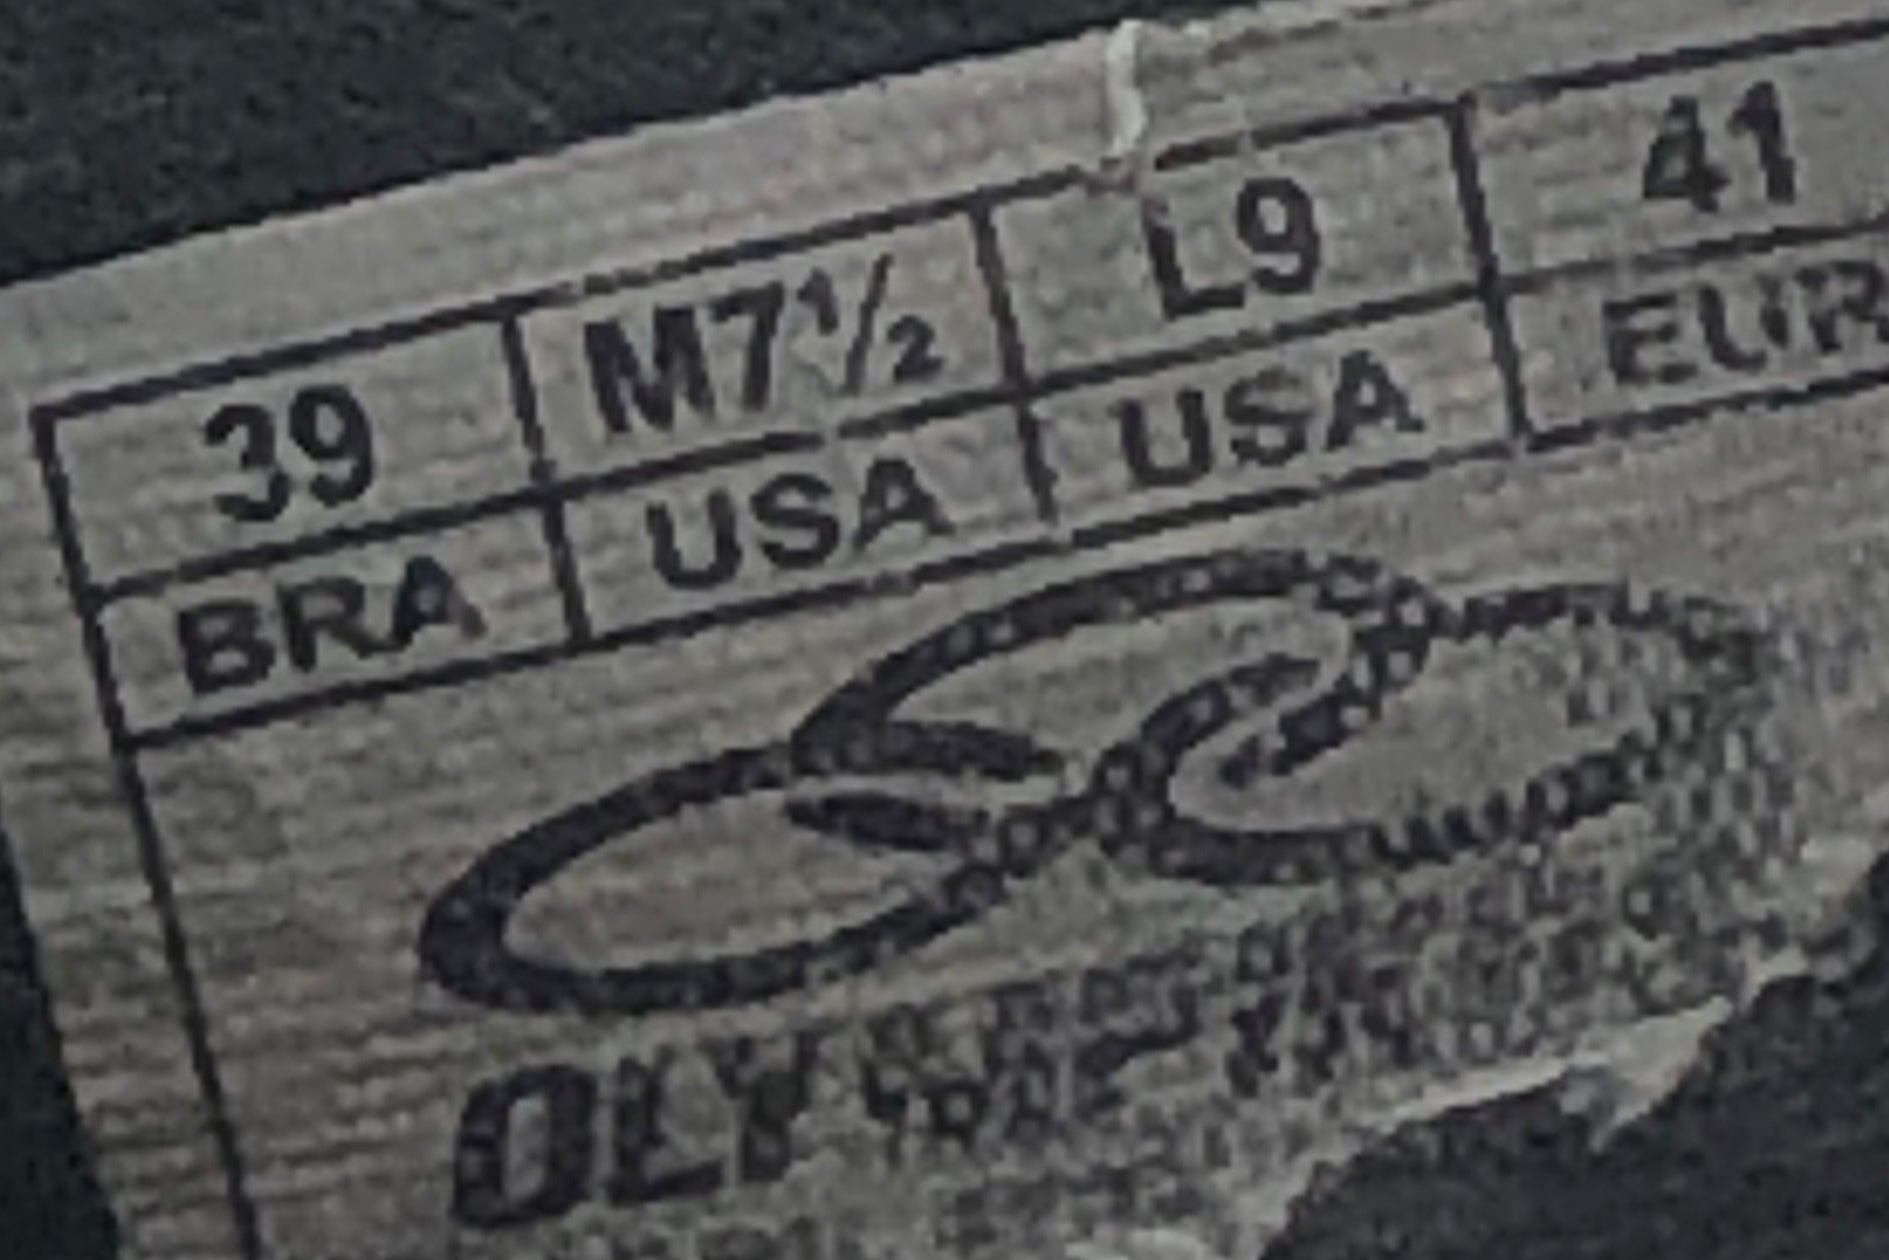 39 M7½ L9 41
BRA USA USA EUR